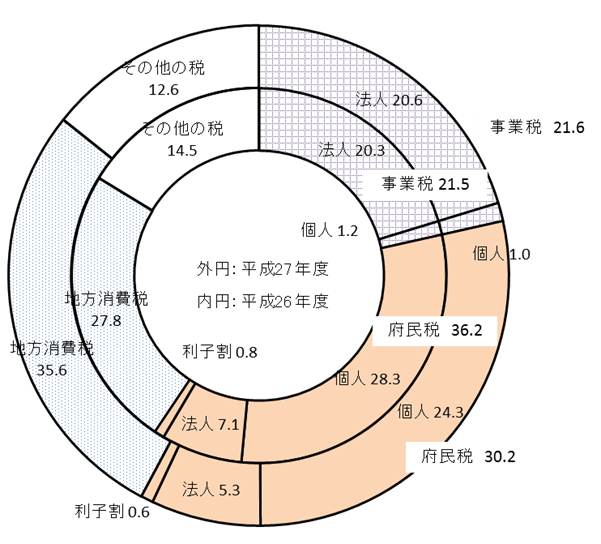 その他の税
12.6
法人 20.6
事業税 21.6
その他の税
14.5
法人 20.3
事業税 21.5
個人 1.2
個人 1.0
外円：平成27年度
内円：平成26年度
地方消費税
27.8
府民税 36.2
地方消費税
35.6
利子割 0.8
個人 28.3
個人 24.3
法人 7.1
府民税 30.2
法人 5.3
利子割 0.6